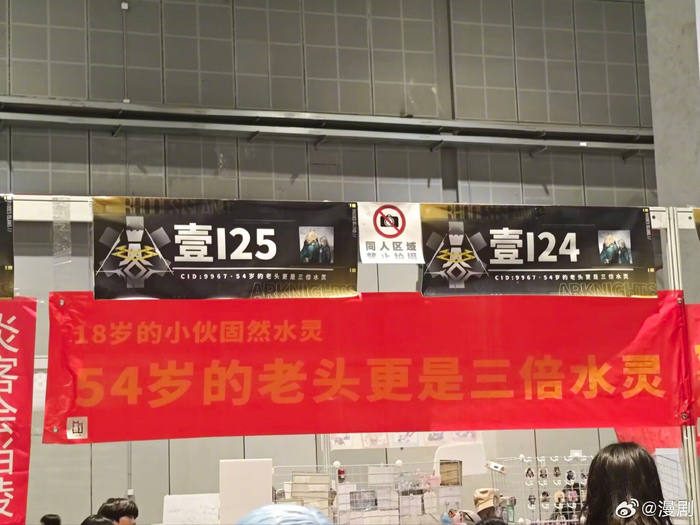 壹125
CID:9967·54岁的老头更是三倍水灵
ARKNIGHTS
同人区域
禁止拍摄
壹124
CID:9967·54岁的老头更是三倍水灵
ARKNIGHTS
18岁的小伙固然水灵
54岁的老头更是三倍水灵
@漫剧